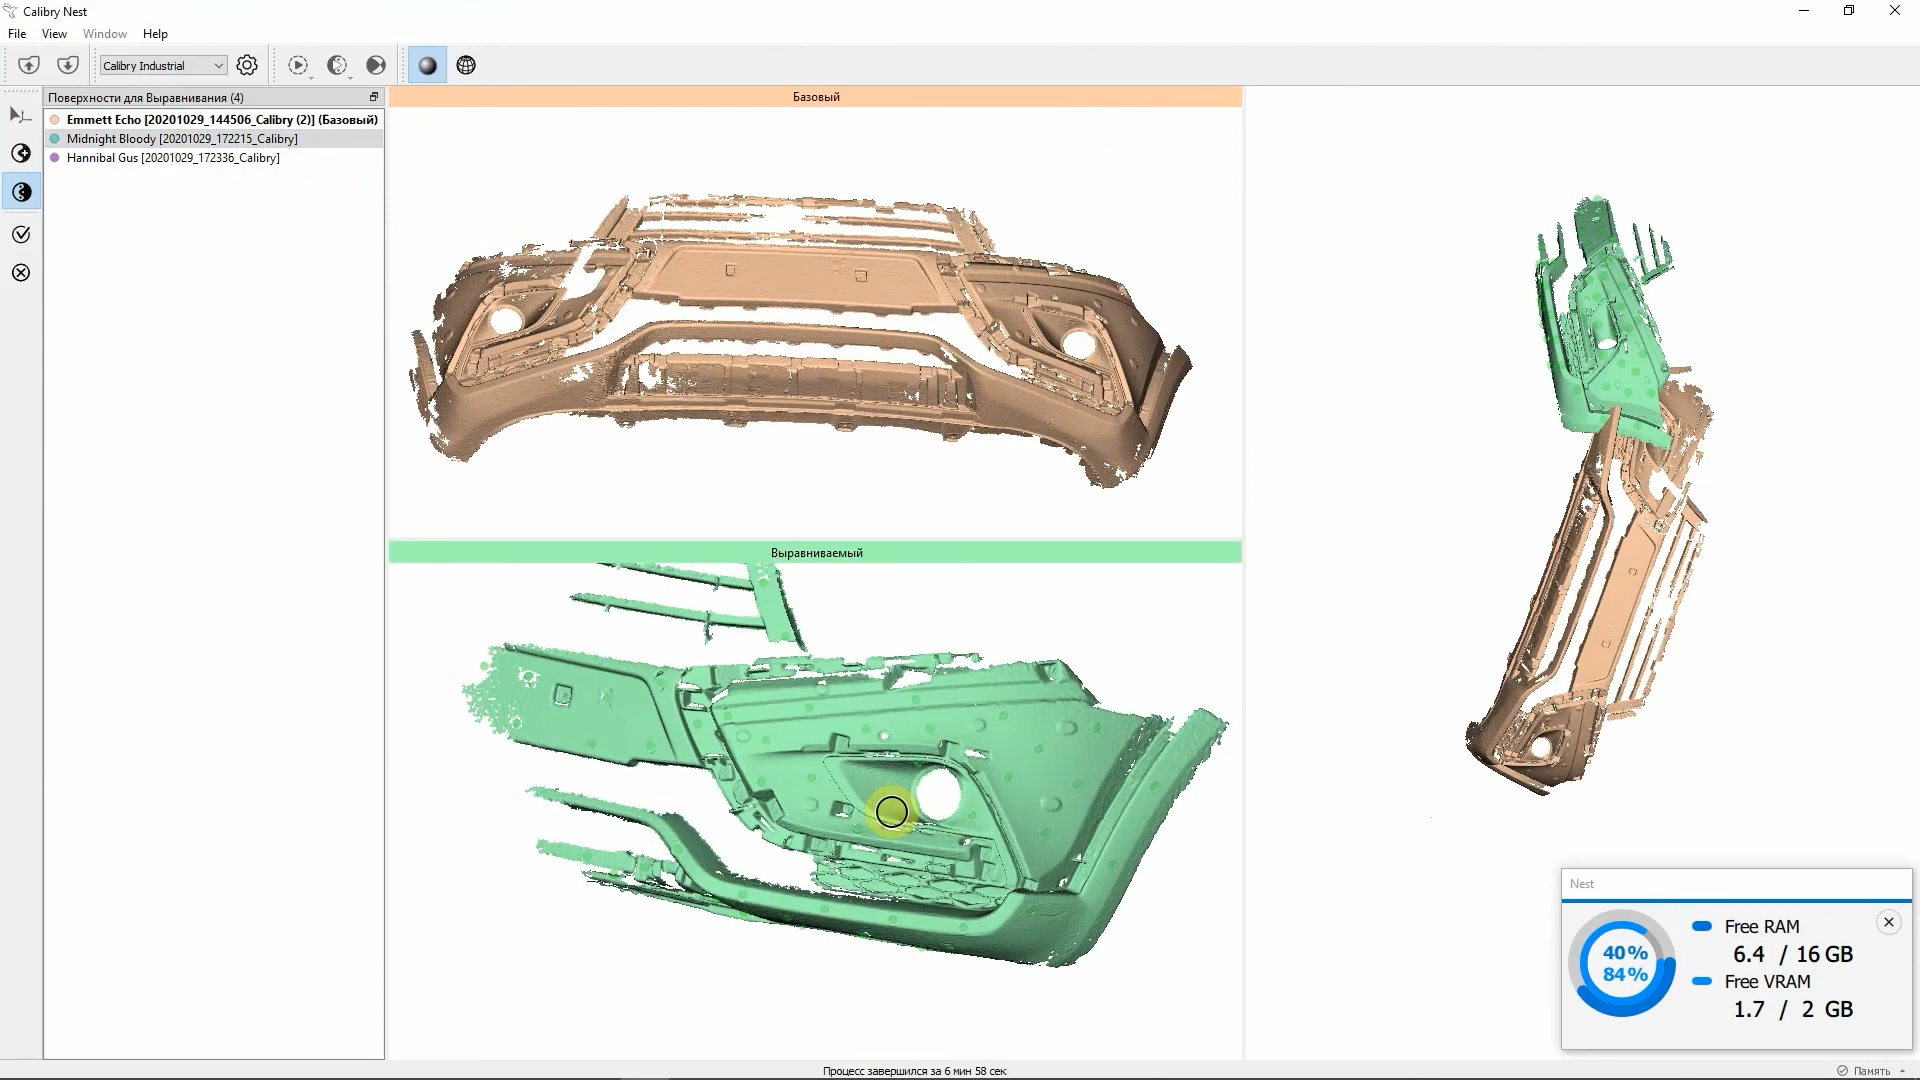 Calibry Nest
File View Window Help
Calibry Industrial
Поверхности для Выравнивания (4)
Emmett Echo [20201029_144506_Calibry (2)] (Базовый)
Midnight Bloody [20201029_172215_Calibry]
Hannibal Gus [20201029_172336_Calibry]
Базовый
Выравниваемый
Nest
40%
84%
Free RAM
6.4 / 16 GB
Free VRAM
1.7 / 2 GB
Процесс завершился за 6 мин 58 сек
Память